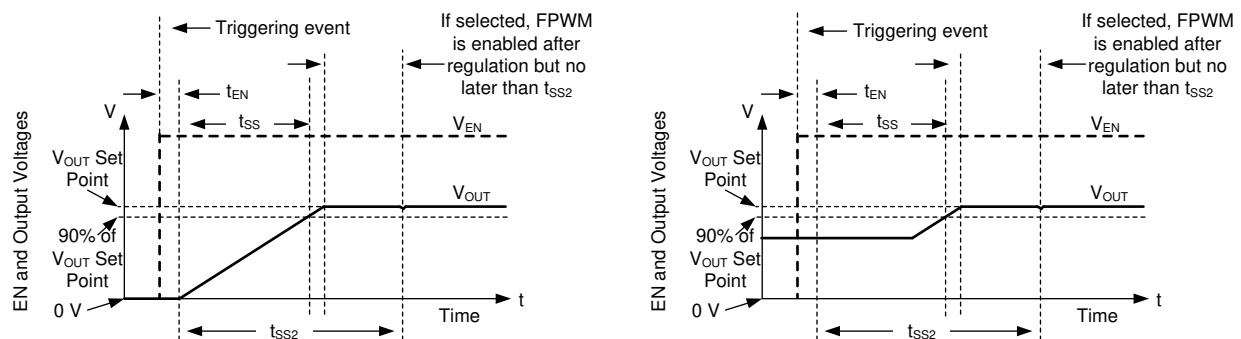 Triggering event
If selected, FPWM
is enabled after
regulation but no
later than tSS2
tEN
V
tSS
VEN
VOUT Set
Point
VOUT
90% of
VOUT Set
Point
0 V
t
Time
tSS2
EN and Output Voltages
Triggering event
If selected, FPWM
is enabled after
regulation but no
later than tSS2
tEN
V
tSS
VEN
VOUT Set
Point
VOUT
90% of
VOUT Set
Point
0 V
t
Time
tSS2
EN and Output Voltages